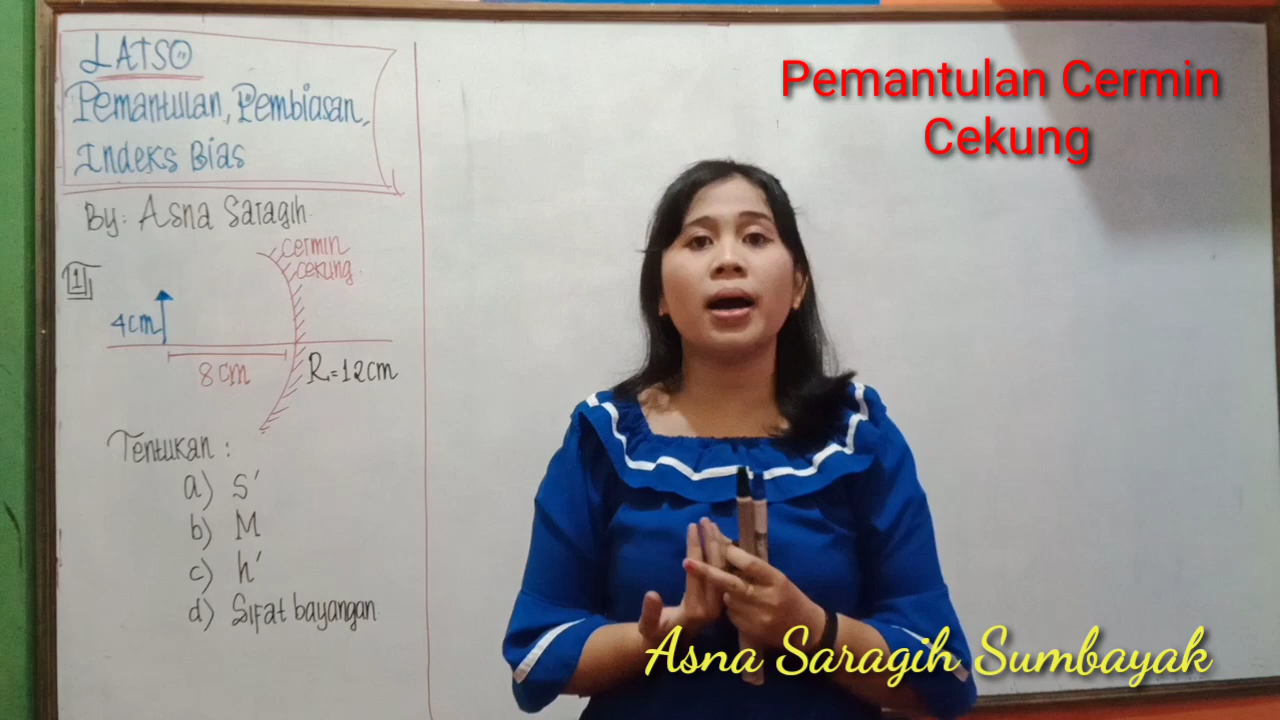 LATSO
Pemantulan, Pembiasan,
Indeks Bias
By: Asna Saragih
1
cermin
cekung.
4cm
8 cm
R=12cm
Tentukan :
a) S'
b) M
c) h'
d) Sifat bayangan.
Pemantulan Cermin
Cekung
Asna Saragih Sumbayak